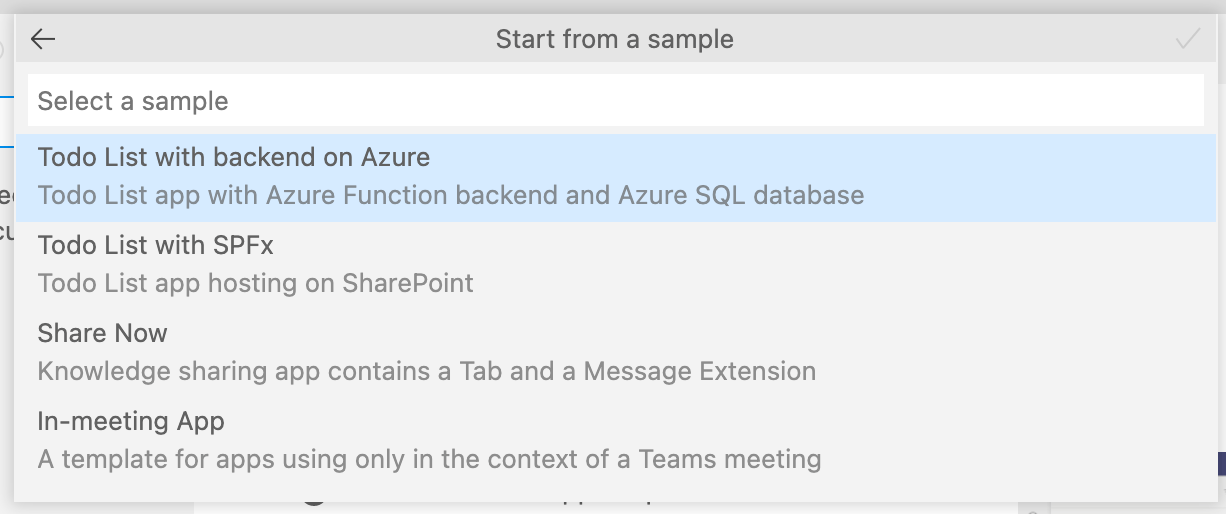 Start from a sample
Select a sample
Todo List with backend on Azure
Todo List app with Azure Function backend and Azure SQL database
Todo List with SPFx
Todo List app hosting on SharePoint
Share Now
Knowledge sharing app contains a Tab and a Message Extension
In-meeting App
A template for apps using only in the context of a Teams meeting